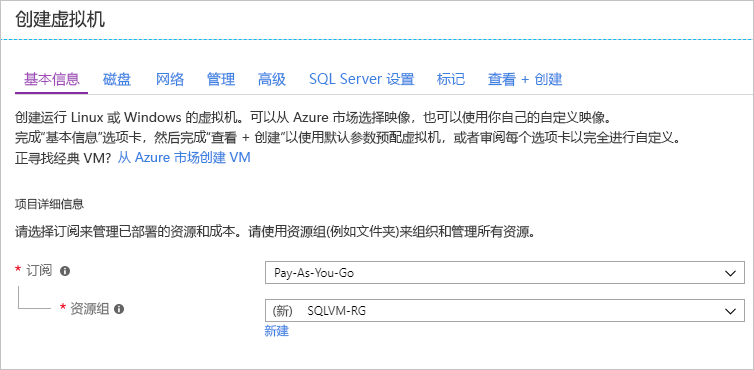 创建虚拟机
基本信息 磁盘 网络 管理 高级 SQL Server 设置 标记 查看 + 创建
创建运行 Linux 或 Windows 的虚拟机。可以从 Azure 市场选择映像，也可以使用你自己的自定义映像。
完成“基本信息”选项卡，然后完成“查看 + 创建”以使用默认参数预配虚拟机，或者审阅每个选项卡以完全进行自定义。
正寻找经典 VM? 从 Azure 市场创建 VM
项目详细信息
请选择订阅来管理已部署的资源和成本。请使用资源组(例如文件夹)来组织和管理所有资源。
* 订阅 Pay-As-You-Go
* 资源组 (新) SQLVM-RG
新建